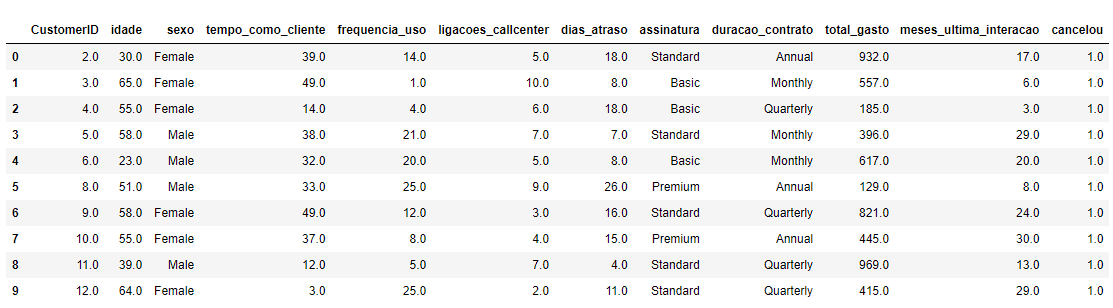 CustomerID idade sexo tempo_como_cliente frequencia_uso ligacoes_callcenter dias_atraso assinatura duracao_contrato total_gasto meses_ultima_interacao cancelou
0 2.0 30.0 Female 39.0 14.0 5.0 18.0 Standard Annual 932.0 17.0 1.0
1 3.0 65.0 Female 49.0 1.0 10.0 8.0 Basic Monthly 557.0 6.0 1.0
2 4.0 55.0 Female 14.0 4.0 6.0 18.0 Basic Quarterly 185.0 3.0 1.0
3 5.0 58.0 Male 38.0 21.0 7.0 7.0 Standard Monthly 396.0 29.0 1.0
4 6.0 23.0 Male 32.0 20.0 5.0 8.0 Basic Monthly 617.0 20.0 1.0
5 8.0 51.0 Male 33.0 25.0 9.0 26.0 Premium Annual 129.0 8.0 1.0
6 9.0 58.0 Female 49.0 12.0 3.0 16.0 Standard Quarterly 821.0 24.0 1.0
7 10.0 55.0 Female 37.0 8.0 4.0 15.0 Premium Annual 445.0 30.0 1.0
8 11.0 39.0 Male 12.0 5.0 7.0 4.0 Standard Quarterly 969.0 13.0 1.0
9 12.0 64.0 Female 3.0 25.0 2.0 11.0 Standard Quarterly 415.0 29.0 1.0